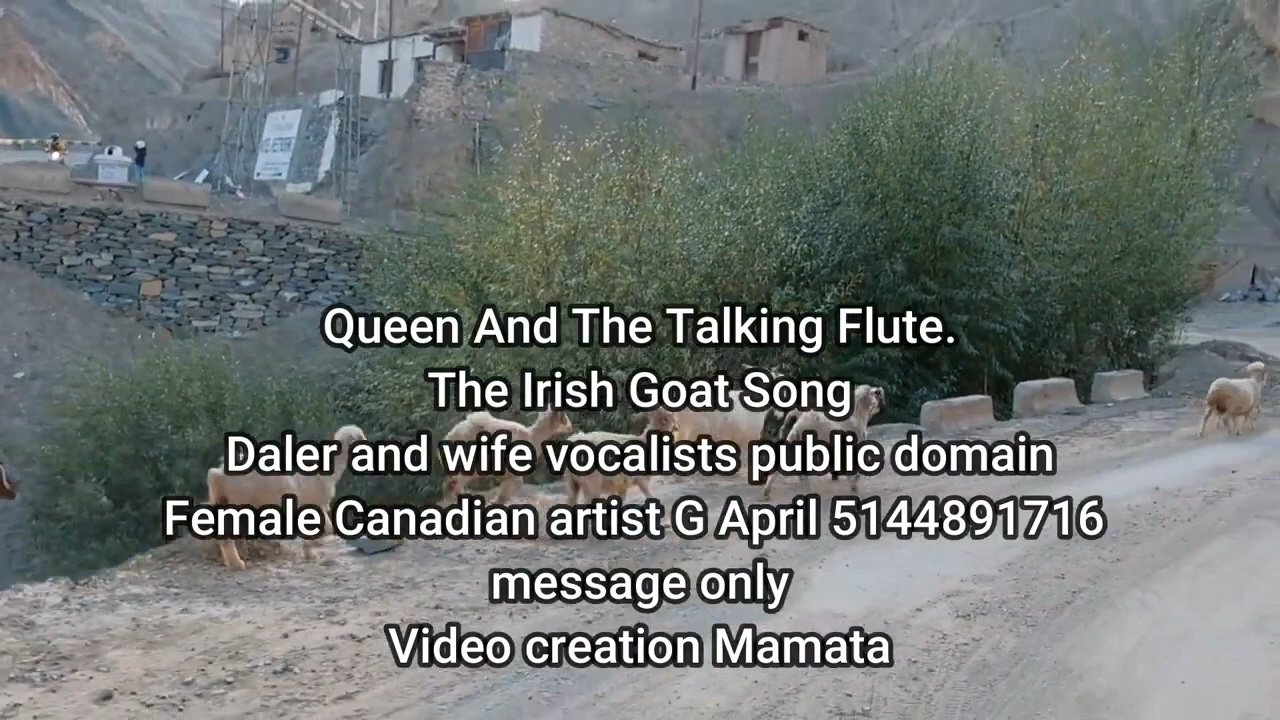 Queen And The Talking Flute.
The Irish Goat Song
Daler and wife vocalists public domain
Female Canadian artist G April 5144891716
message only
Video creation Mamata